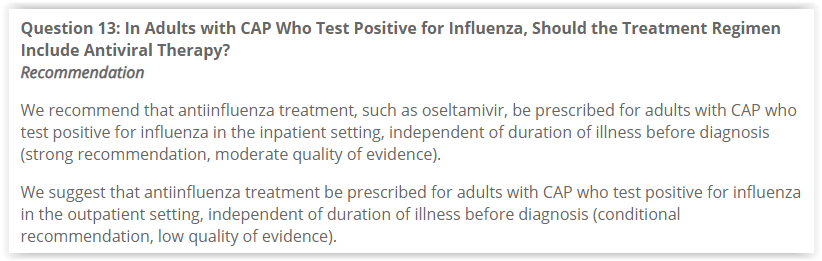 Question 13: In Adults with CAP Who Test Positive for Influenza, Should the Treatment Regimen
Include Antiviral Therapy?
Recommendation
We recommend that antiinfluenza treatment, such as oseltamivir, be prescribed for adults with CAP who
test positive for influenza in the inpatient setting, independent of duration of illness before diagnosis
(strong recommendation, moderate quality of evidence).
We suggest that antiinfluenza treatment be prescribed for adults with CAP who test positive for influenza
in the outpatient setting, independent of duration of illness before diagnosis (conditional
recommendation, low quality of evidence).